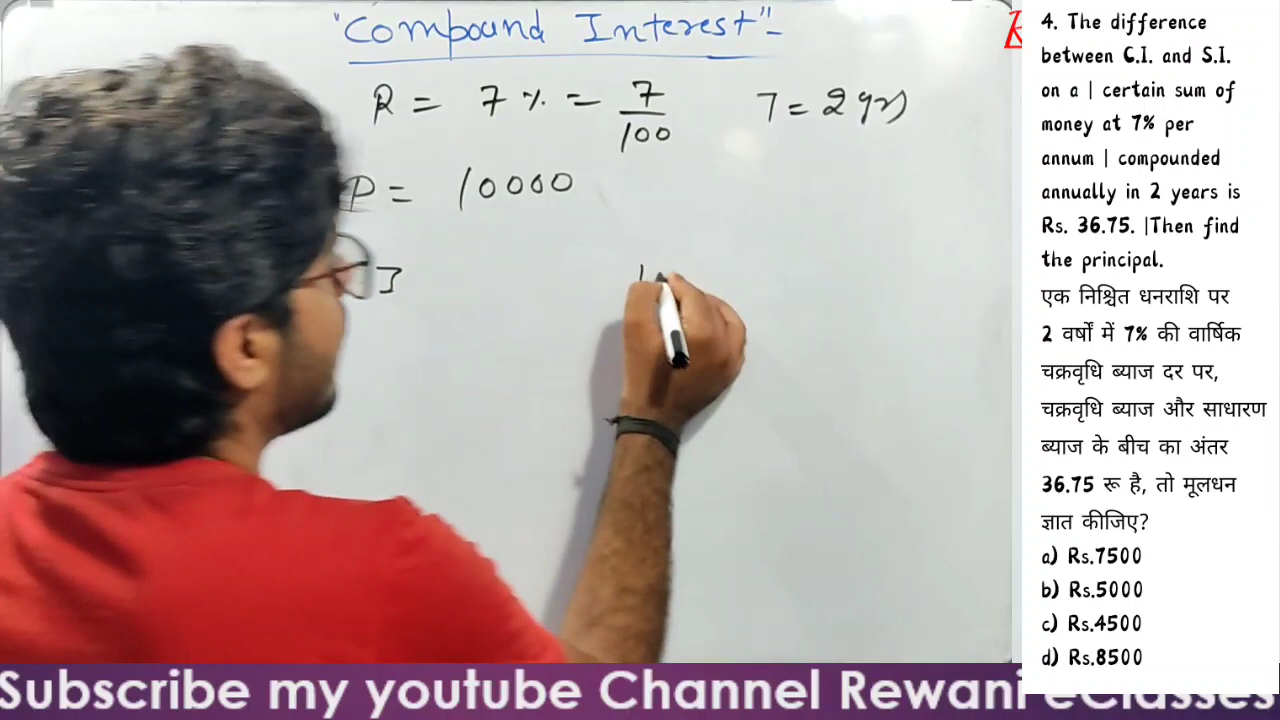 "Compound Interest"-
R = 7 % = 7/100 T = 2 yrs
P = 10000
I
4. The difference
between C.I. and S.I.
on a | certain sum of
money at 7% per
annum | compounded
annually in 2 years is
Rs. 36.75. |Then find
the principal.
एक निश्चित धनराशि पर
2 वर्षों में 7% की वार्षिक
चक्रवृधि ब्याज दर पर,
चक्रवृधि ब्याज और साधारण
ब्याज के बीच का अंतर
36.75 रू है, तो मूलधन
ज्ञात कीजिए?
a) Rs.7500
b) Rs.5000
c) Rs.4500
d) Rs.8500
Subscribe my youtube Channel Rewani eClasses